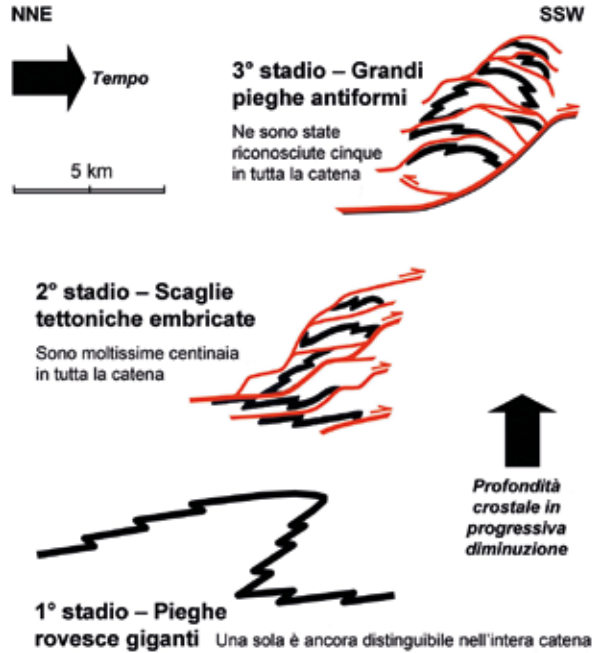 NNE
SSW
Tempo
5 km
3° stadio – Grandi
pieghe antiformi
Ne sono state
riconosciute cinque
in tutta la catena
2° stadio – Scaglie
tettoniche embricate
Sono moltissime centinaia
in tutta la catena
Profondità
crostale in
progressiva
diminuzione
1° stadio – Pieghe
rovesce giganti Una sola è ancora distinguibile nell'intera catena